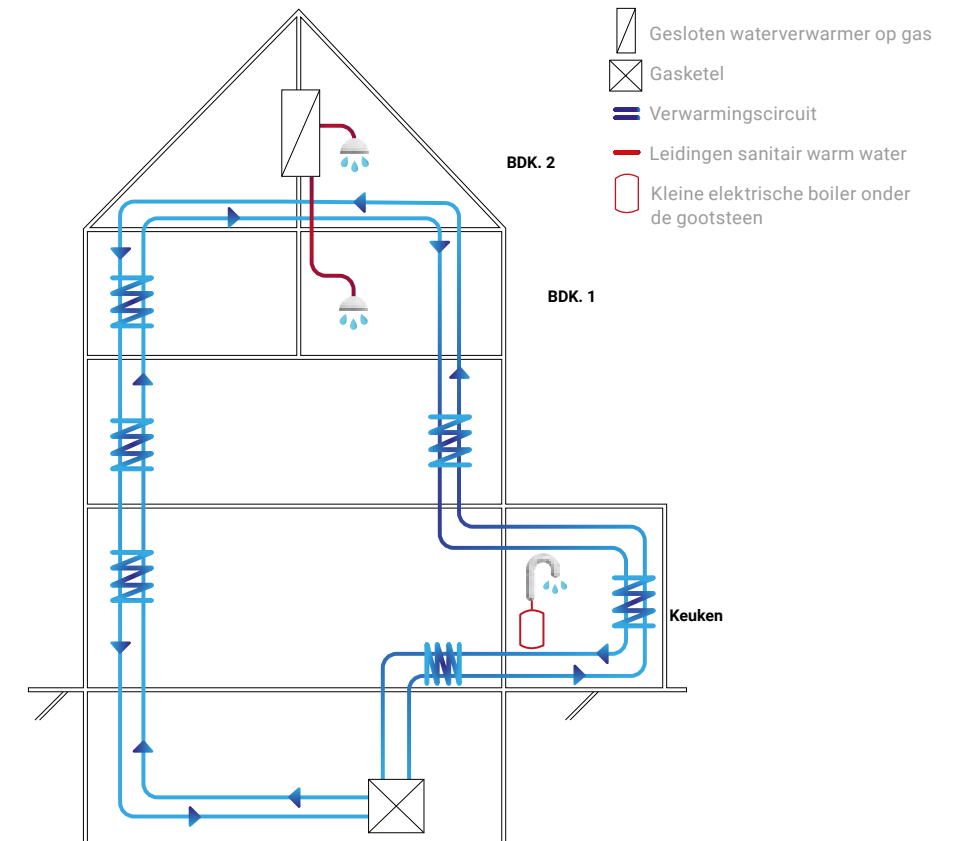 Gesloten waterverwarmer op gas
Gasketel
Verwarmingscircuit
Leidingen sanitair warm water
Kleine elektrische boiler onder
de gootsteen
BDK. 2
BDK. 1
Keuken